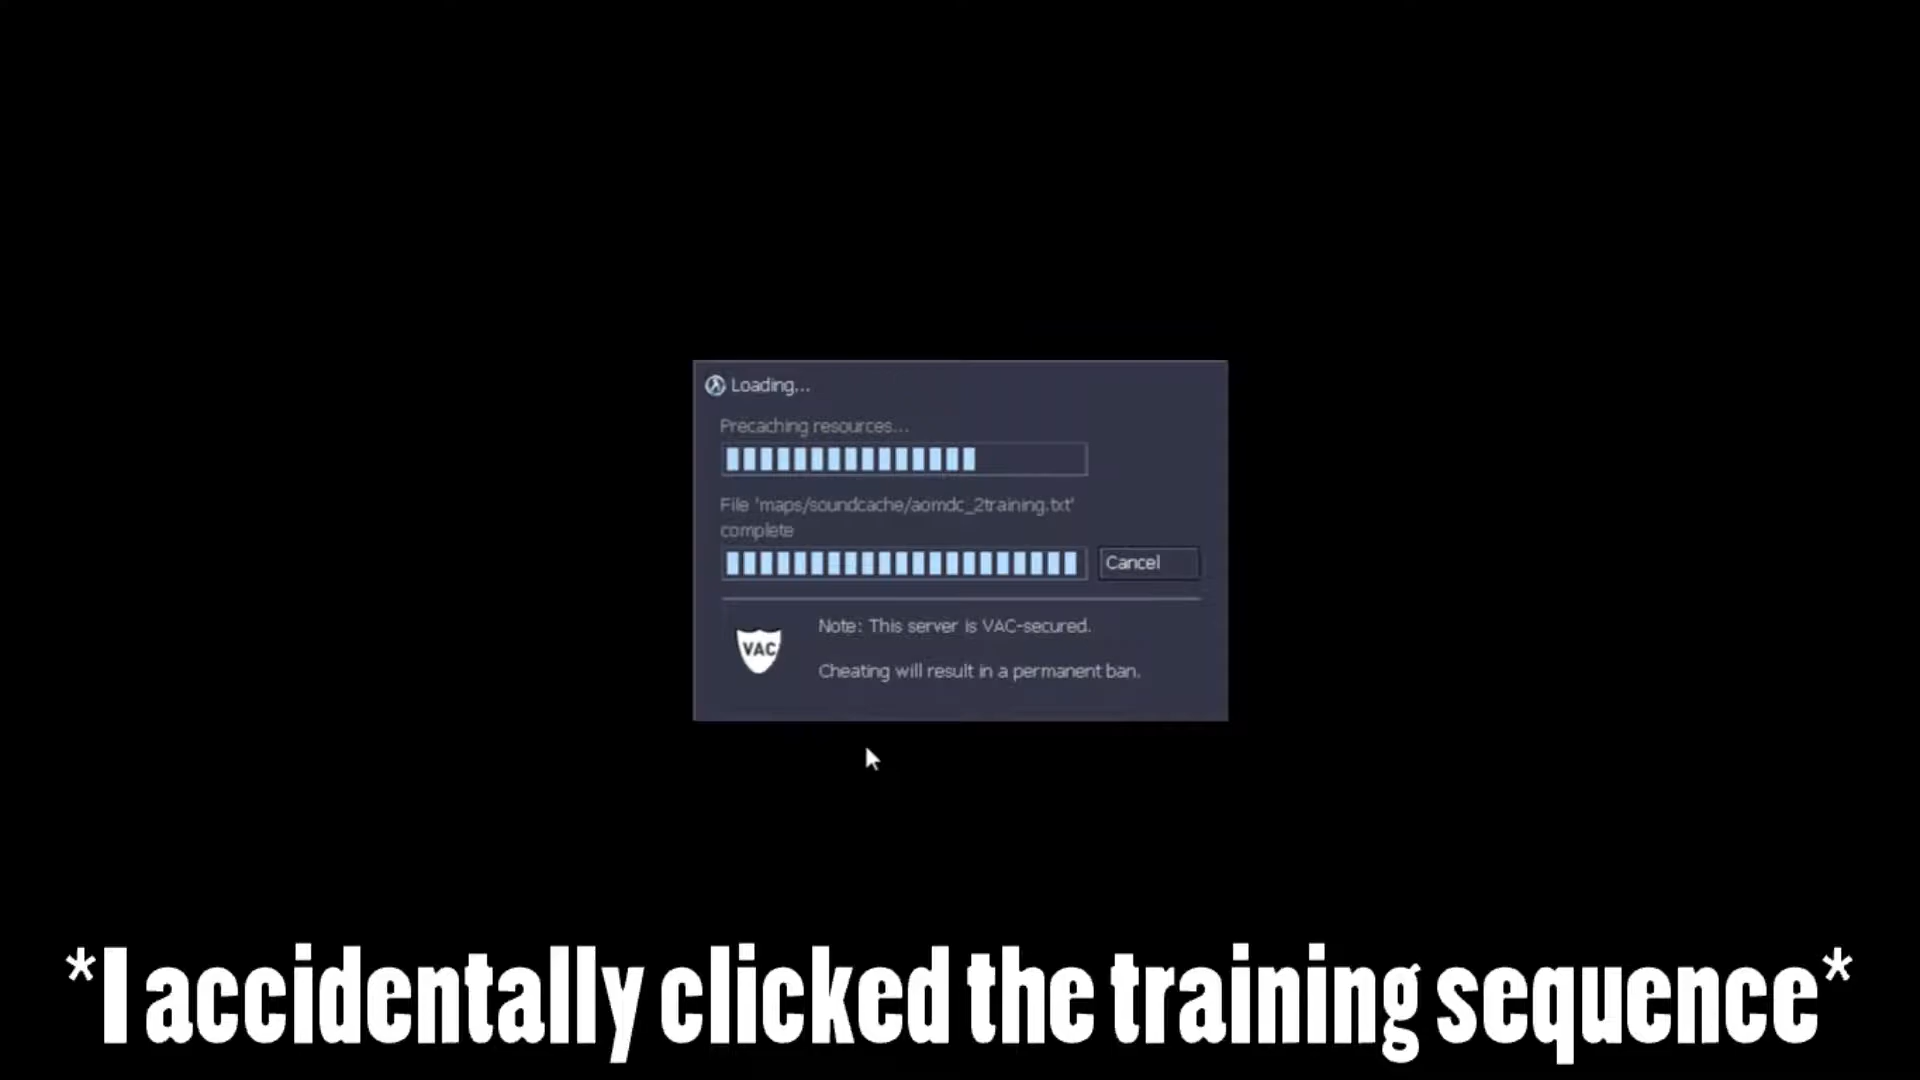 Loading...
Precaching resources...
File 'maps/soundcache/aomdc_2training.txt'
complete
Cancel
VAC
Note: This server is VAC-secured.
Cheating will result in a permanent ban.
*I accidentally clicked the training sequence*